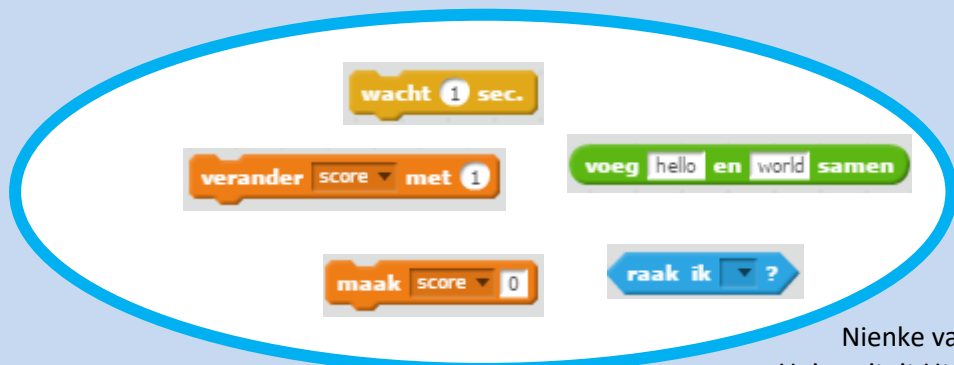 wacht 1 sec.
verander score met 1
voeg hello en world samen
maak score 0
raak ik ?
Nienke va